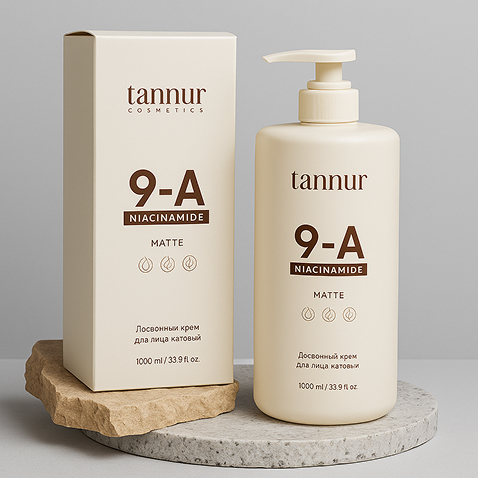 tannur
COSMETICS
9-A
NIACINAMIDE
MATTE
Лосвонный крем
для лица катовый
1000 ml / 33.9 fl oz.
tannur
9-A
NIACINAMIDE
MATTE
Лосвонный крем
для лица катовыи
1000 ml / 33.9 fl oz.